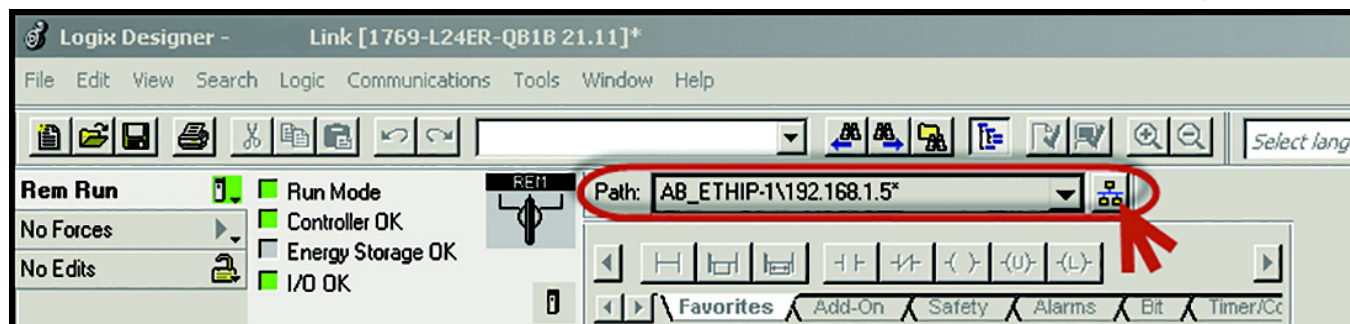 Logix Designer - Link [1769-L24ER-QB1B 21.11]*
File Edit View Search Logic Communications Tools Window Help
Select lang
Rem Run
No Forces
No Edits
Run Mode
Controller OK
Energy Storage OK
I/O OK
REM
Path: AB_ETHIP-1\192.168.1.5*
Favorites Add-On Safety Alarms Bit Timer/Cc